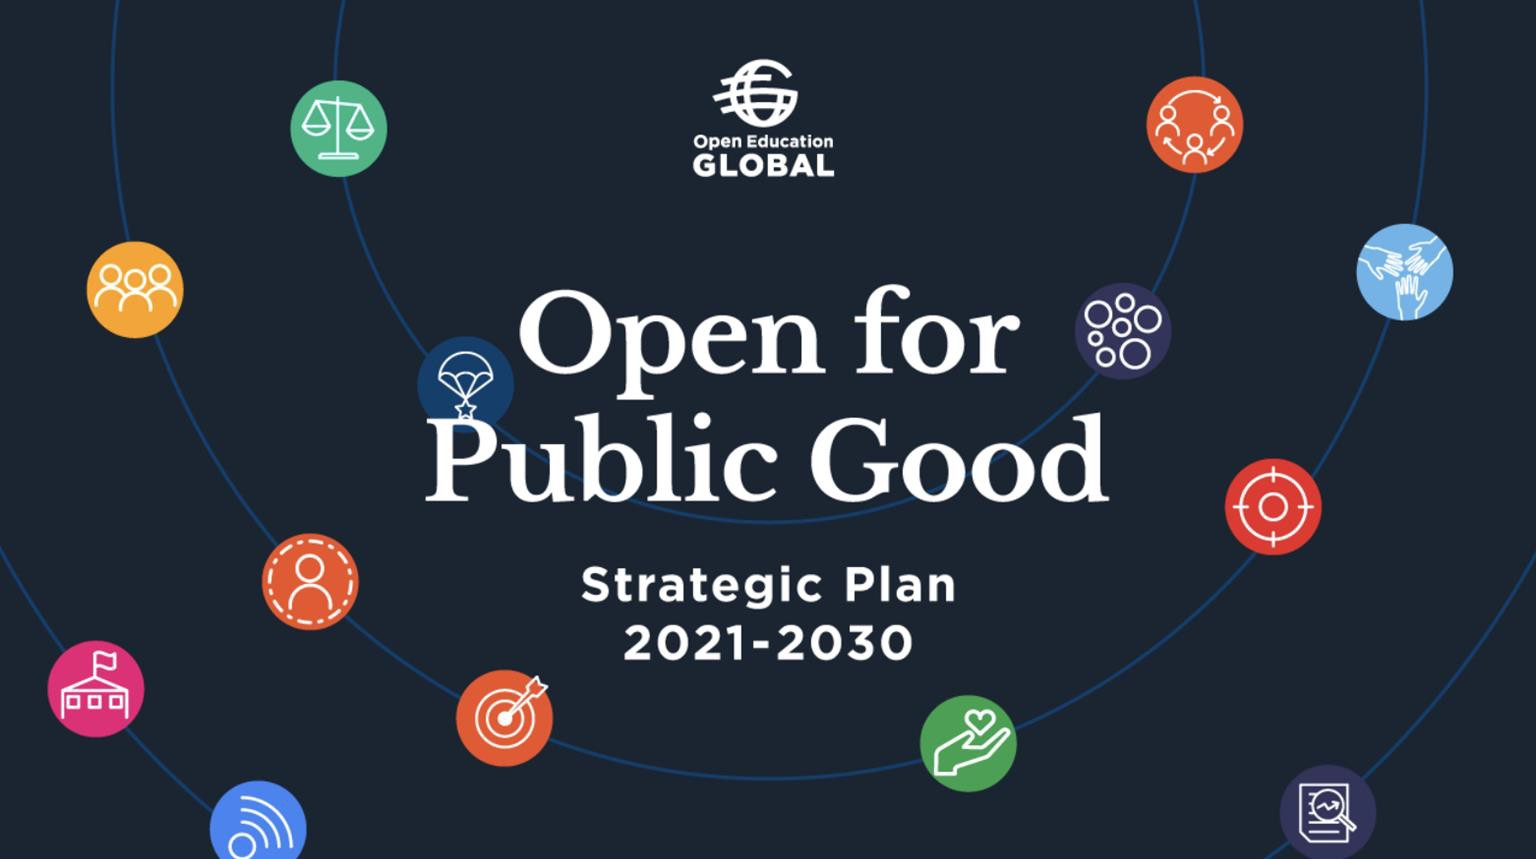 Open Education
GLOBAL
Open for
Public Good
Strategic Plan
2021-2030